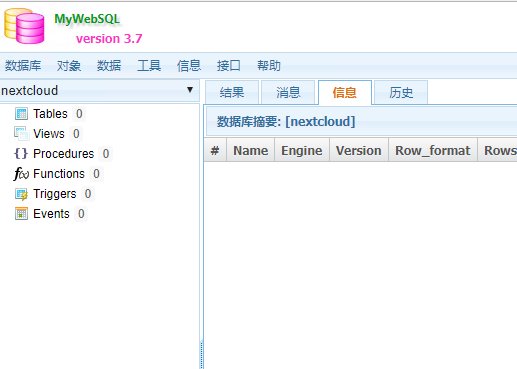 MyWebSQL
version 3.7
数据库 对象 数据 工具 信息 接口 帮助
nextcloud
结果 消息 信息 历史
Tables 0
Views 0
Procedures 0
Functions 0
Triggers 0
Events 0
数据库摘要: [nextcloud]
# Name Engine Version Row_format Rows